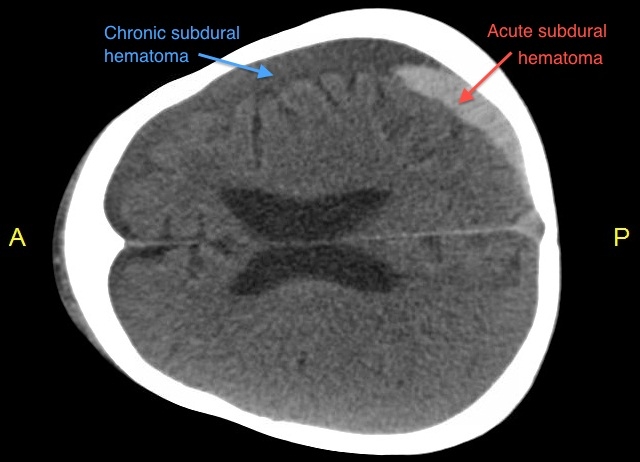 Chronic subdural
hematoma
Acute subdural
hematoma
A
P